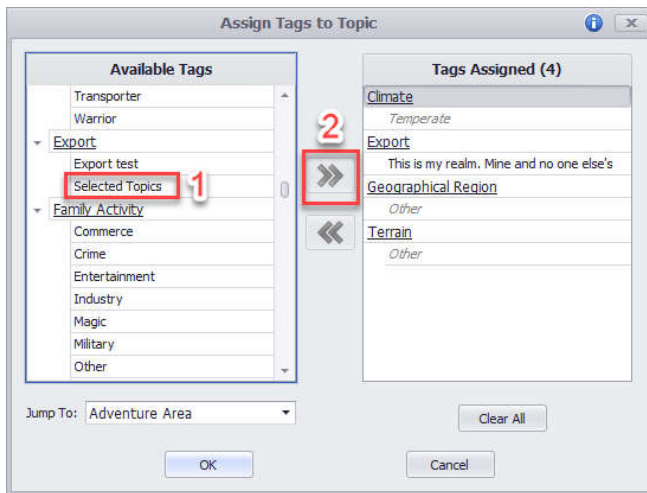 Assign Tags to Topic
Available Tags
Transporter
Warrior
Export
Export test
Selected Topics
1
Family Activity
Commerce
Crime
Entertainment
Industry
Magic
Military
Other
2
Tags Assigned (4)
Climate
Temperate
Export
This is my realm. Mine and no one else's
Geographical Region
Other
Terrain
Other
Jump To: Adventure Area
Clear All
OK
Cancel